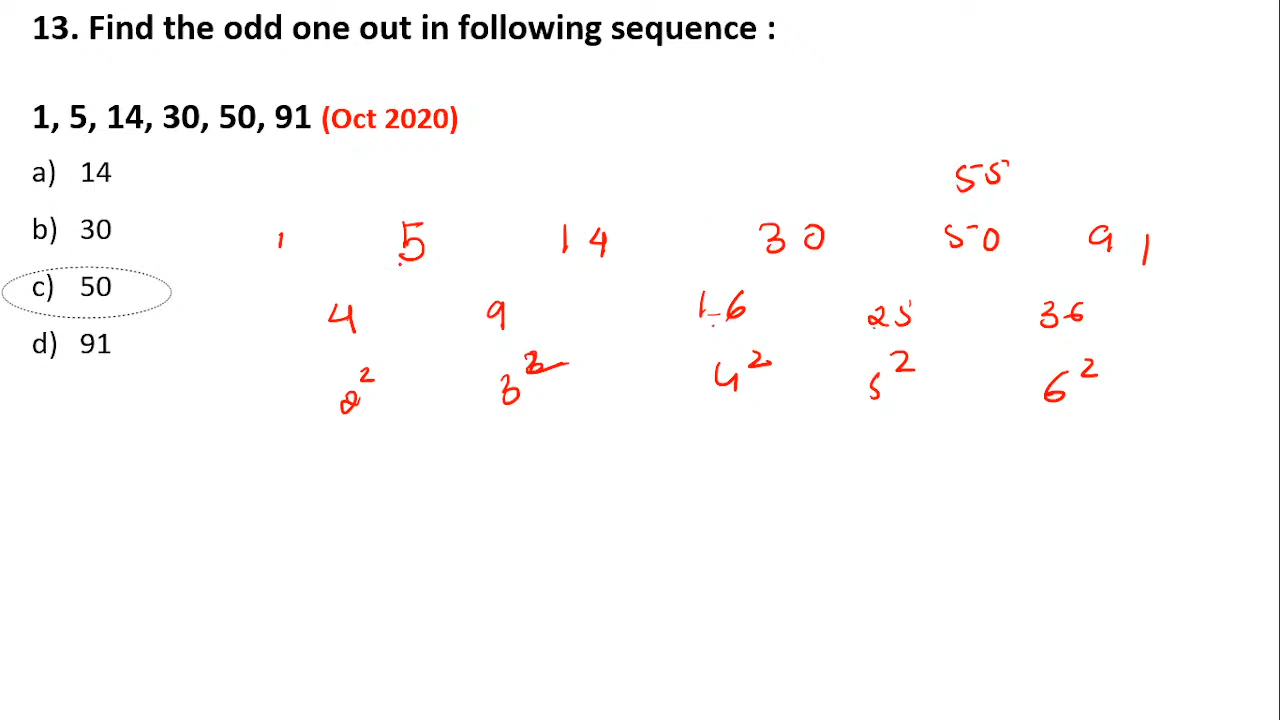 13. Find the odd one out in following sequence :
1, 5, 14, 30, 50, 91 (Oct 2020)
a) 14
b) 30
c) 50
d) 91
55
1 5 14 30 50 91
4 9 16 25 36
2² 3² 4² 5² 6²